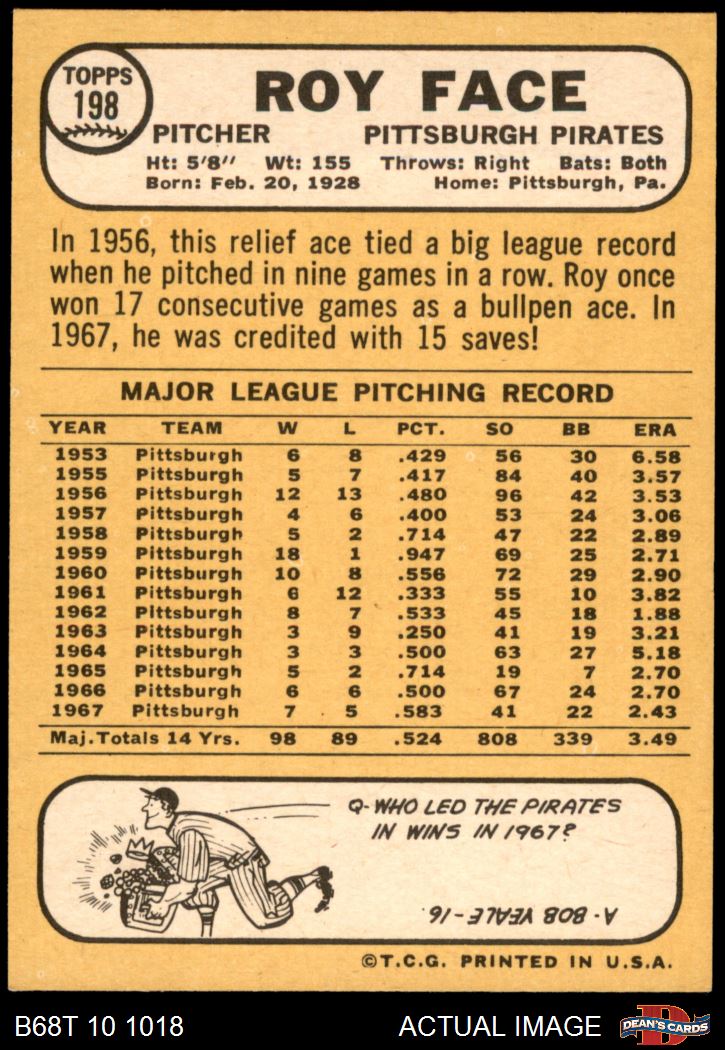 TOPPS
198
ROY FACE
PITCHER PITTSBURGH PIRATES
Ht: 5'8" Wt: 155 Throws: Right Bats: Both
Born: Feb. 20, 1928 Home: Pittsburgh, Pa.
In 1956, this relief ace tied a big league record
when he pitched in nine games in a row. Roy once
won 17 consecutive games as a bullpen ace. In
1967, he was credited with 15 saves!
MAJOR LEAGUE PITCHING RECORD
YEAR TEAM W L PCT. SO BB ERA
1953 Pittsburgh 6 8 .429 56 30 6.58
1955 Pittsburgh 5 7 .417 84 40 3.57
1956 Pittsburgh 12 13 .480 96 42 3.53
1957 Pittsburgh 4 6 .400 53 24 3.06
1958 Pittsburgh 5 2 .714 47 22 2.89
1959 Pittsburgh 18 1 .947 69 25 2.71
1960 Pittsburgh 10 8 .556 72 29 2.90
1961 Pittsburgh 6 12 .333 55 10 3.82
1962 Pittsburgh 8 7 .533 45 18 1.88
1963 Pittsburgh 3 9 .250 41 19 3.21
1964 Pittsburgh 3 3 .500 63 27 5.18
1965 Pittsburgh 5 2 .714 19 7 2.70
1966 Pittsburgh 6 6 .500 67 24 2.70
1967 Pittsburgh 7 5 .583 41 22 2.43
Maj. Totals 14 Yrs. 98 89 .524 808 339 3.49
Q-WHO LED THE PIRATES
IN WINS IN 1967?
A-BOB VEALE-16
©T.C.G. PRINTED IN U.S.A.
B68T 10 1018 ACTUAL IMAGE D DEAN'S CARDS